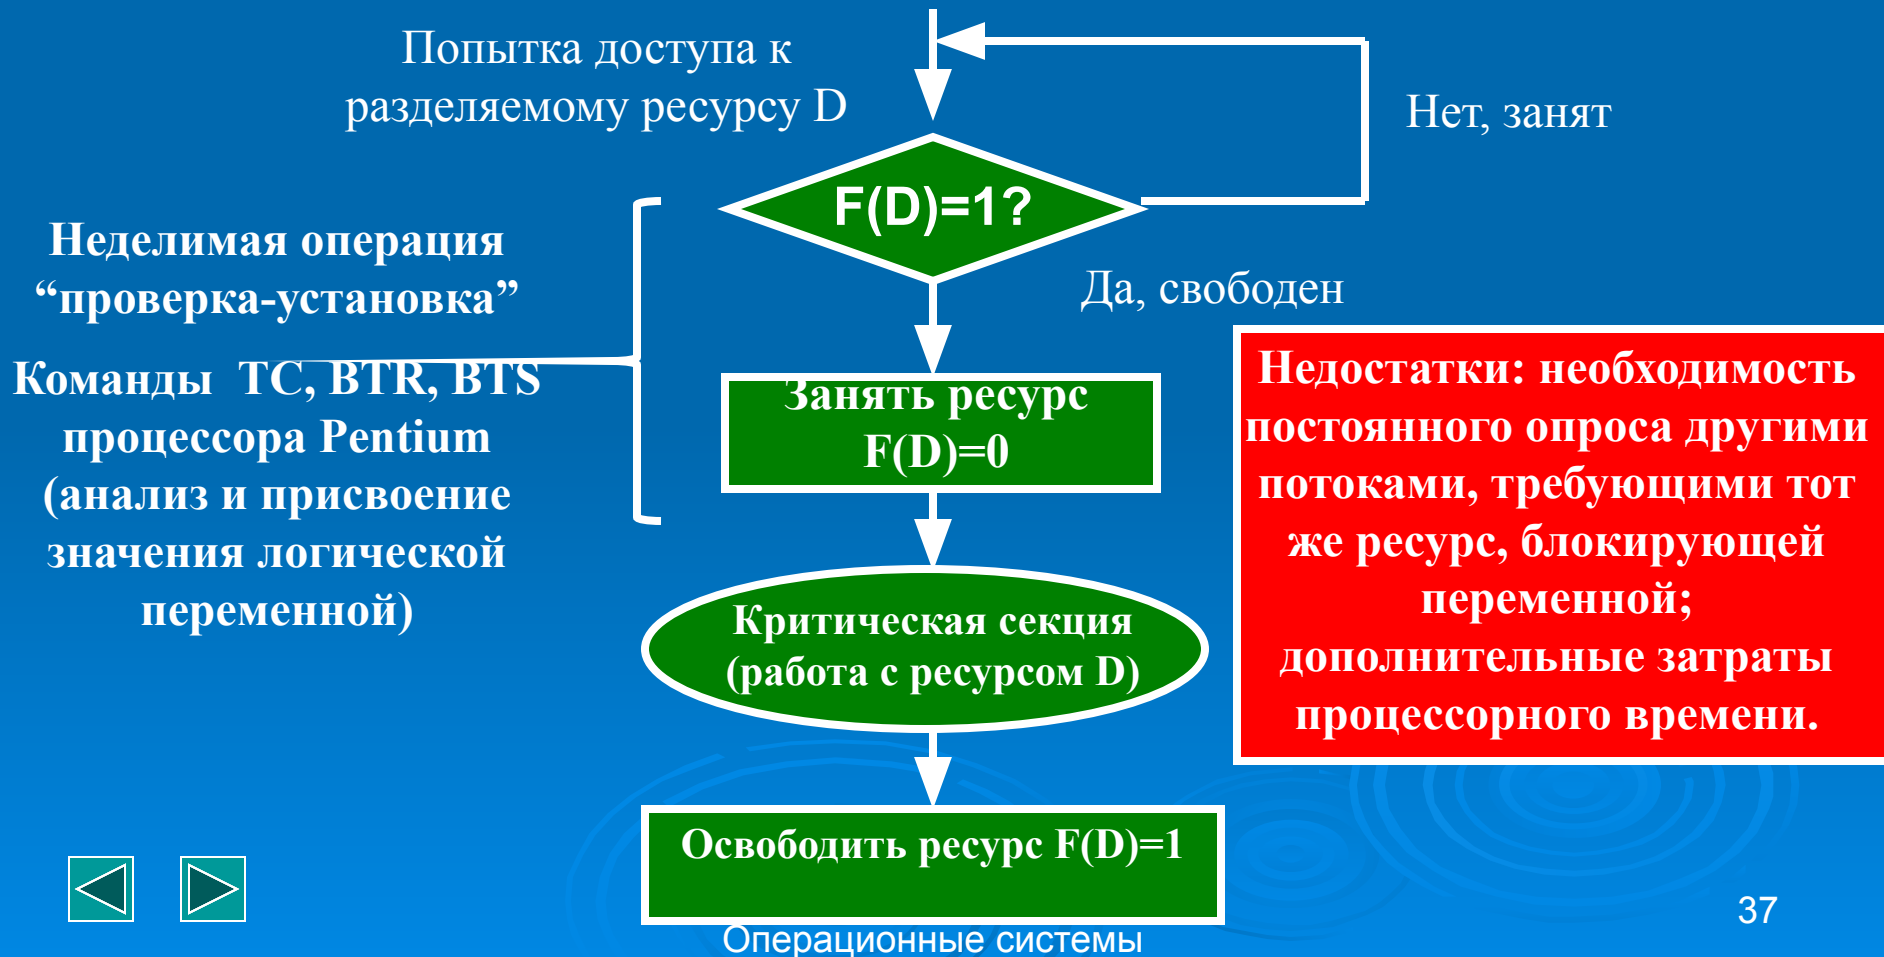 Попытка доступа к
разделяемому ресурсу D
Нет, занят
F(D)=1?
Неделимая операция
“проверка-установка”
Да, свободен
Команды ТС, BTR, BTS
процессора Pentium
(анализ и присвоение
значения логической
переменной)
Занять ресурс
F(D)=0
Недостатки: необходимость
постоянного опроса другими
потоками, требующими тот
же ресурс, блокирующей
переменной;
дополнительные затраты
процессорного времени.
Критическая секция
(работа с ресурсом D)
Освободить ресурс F(D)=1
Операционные системы
37